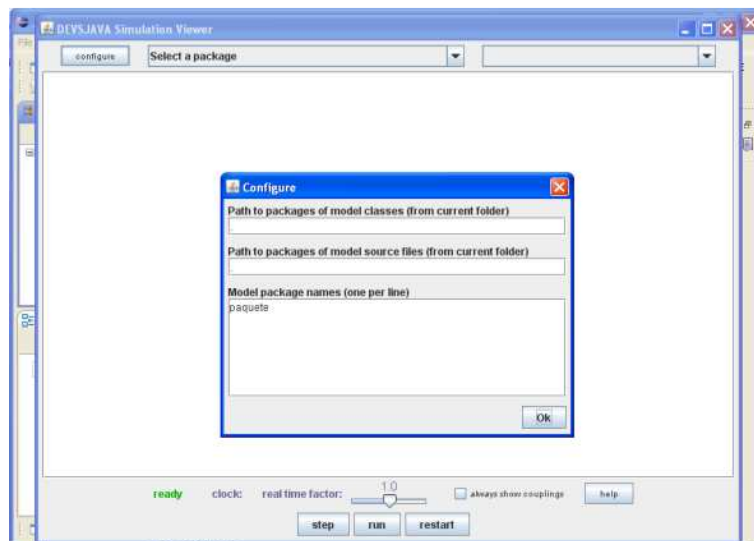 DEVSJAVA Simulation Viewer
configure
Select a package
Configure
Path to packages of model classes (from current folder)
.
Path to packages of model source files (from current folder)
.
Model package names (one per line)
paquete
Ok
1.0
ready clock: real time factor: always show couplings help
step run restart